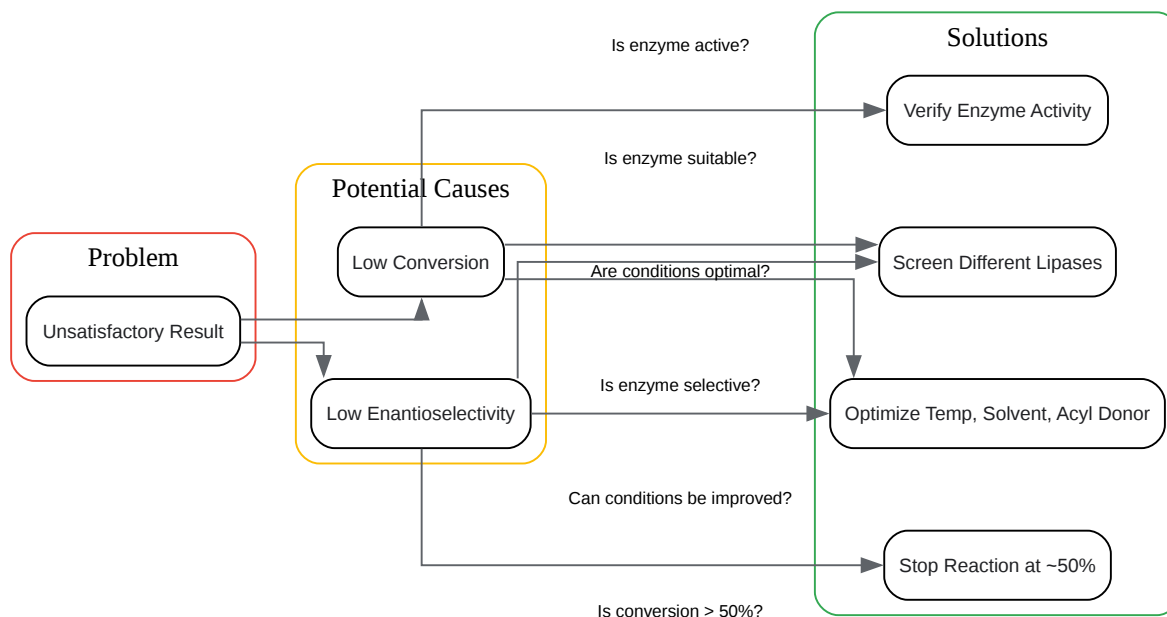 Is enzyme active?
Solutions
Verify Enzyme Activity
Is enzyme suitable?
Potential Causes
Problem
Low Conversion
Screen Different Lipases
Are conditions optimal?
Unsatisfactory Result
Is enzyme selective?
Low Enantioselectivity
Optimize Temp, Solvent, Acyl Donor
Can conditions be improved?
Stop Reaction at ~50%
Is conversion > 50%?